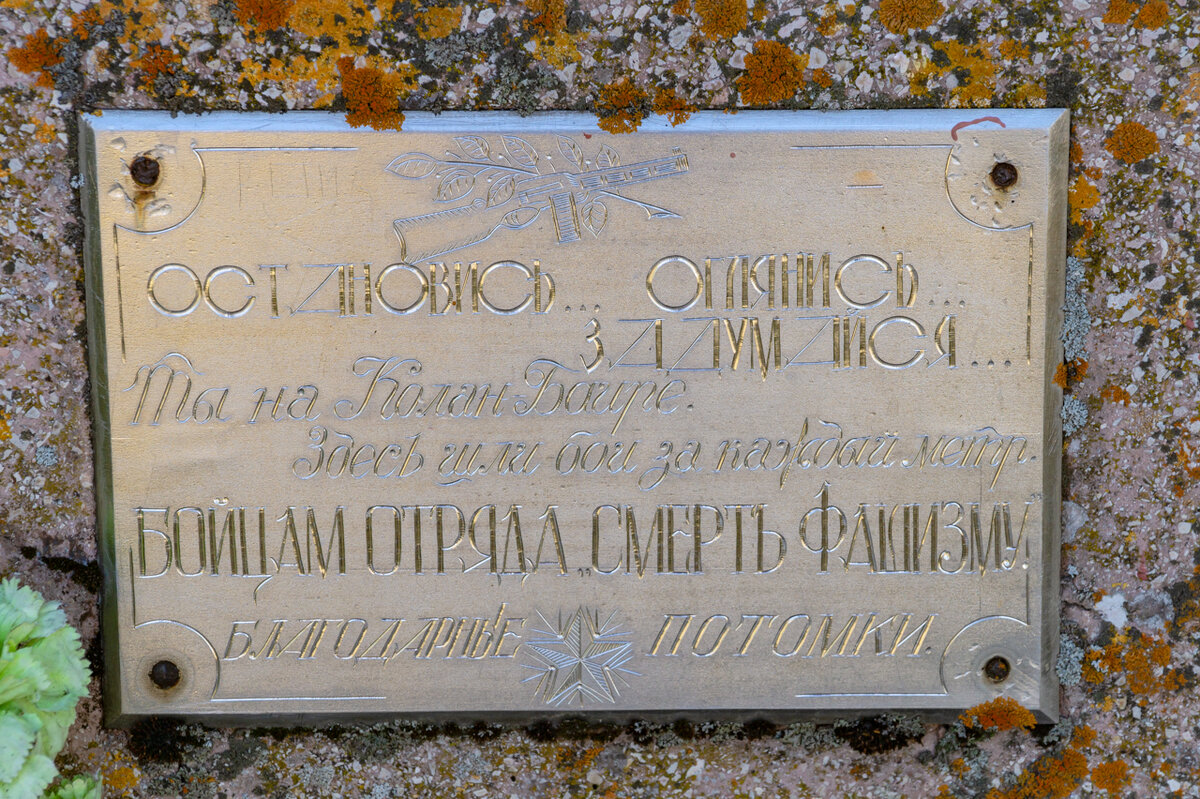 ОСТАНОВИСЬ... ОГЛЯНИСЬ...
ЗАДУМАЙСЯ...
Ты на Колан-Баире.
Здесь шли бои за каждый метр.
БОЙЦАМ ОТРЯДА „СМЕРТЬ ФАШИЗМУ".
БЛАГОДАРНЫЕ ПОТОМКИ.